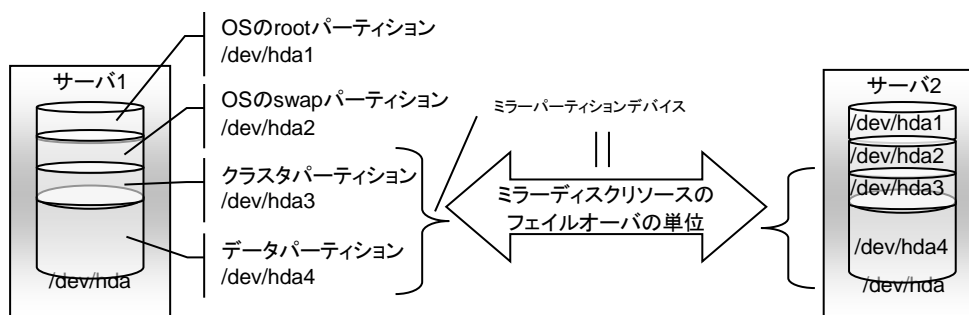 サーバ1
/dev/hda
OSのrootパーティション
/dev/hda1
OSのswapパーティション
/dev/hda2
クラスタパーティション
/dev/hda3
データパーティション
/dev/hda4
ミラーパーティションデバイス
ミラーディスクリソースの
フェイルオーバの単位
サーバ2
/dev/hda1
/dev/hda2
/dev/hda3
/dev/hda4
/dev/hda